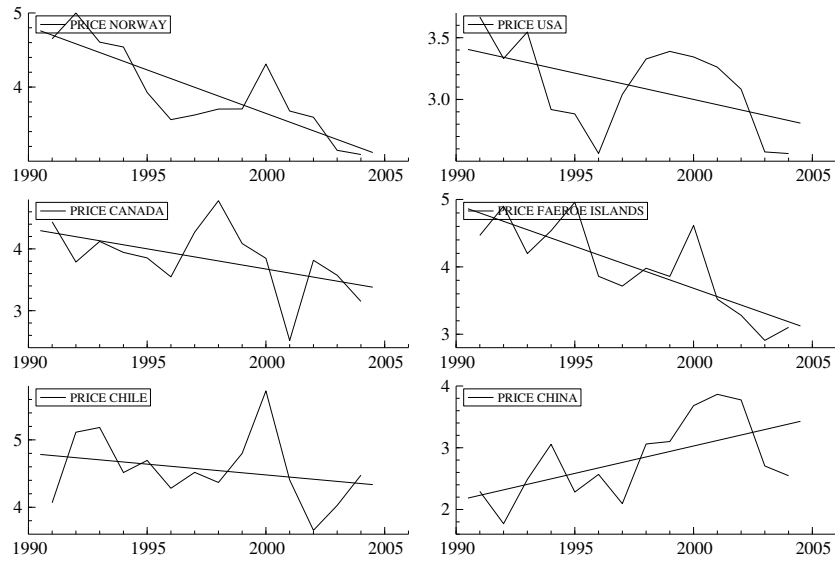 5
PRICE NORWAY
4
1990 1995 2000 2005
3.5
PRICE USA
3.0
1990 1995 2000 2005
PRICE CANADA
4
3
1990 1995 2000 2005
5
PRICE FAEROE ISLANDS
4
3
1990 1995 2000 2005
PRICE CHILE
5
4
1990 1995 2000 2005
4
PRICE CHINA
3
2
1990 1995 2000 2005